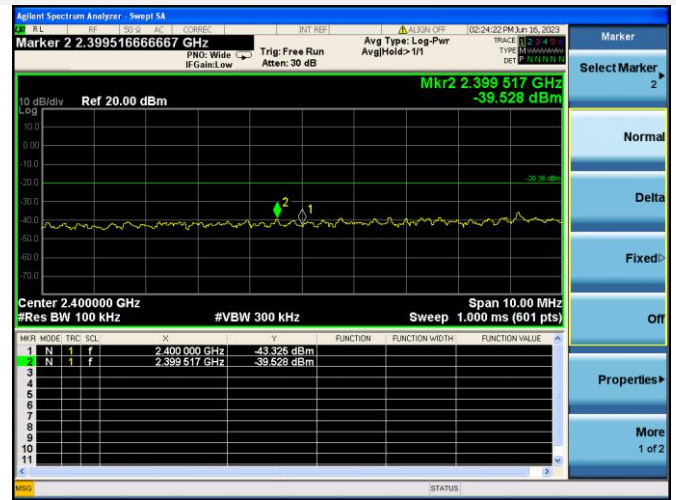 Agilent Spectrum Analyzer - Swept SA
RL RF 50 Ω AC CORREC INT REF ALIGN OFF 02:24:22 PM Jun 16, 2023
Marker 2 2.399516666667 GHz
PNO: Wide
IFGain:Low
Trig: Free Run
Atten: 30 dB
Avg Type: Log-Pwr
Avg|Hold:> 1/1
TRACE 1 2 3 4 5 6
TYPE M
DET P N N N N N
Mkr2 2.399 517 GHz
-39.528 dBm
10 dB/div Ref 20.00 dBm
Log
10.0
0.00
-10.0
-20.0
-30.0
-40.0
-50.0
-60.0
-70.0
-20.36 dBm
2
1
Center 2.400000 GHz
#Res BW 100 kHz
#VBW 300 kHz
Span 10.00 MHz
Sweep 1.000 ms (601 pts)
MKR MODE TRC SCL X Y FUNCTION FUNCTION WIDTH FUNCTION VALUE
1 N 1 f 2.400 000 GHz -43.325 dBm
2 N 1 f 2.399 517 GHz -39.528 dBm
3
4
5
6
7
8
9
10
11
MSG
STATUS
Marker
Select Marker
2
Normal
Delta
Fixed
Off
Properties
More
1 of 2